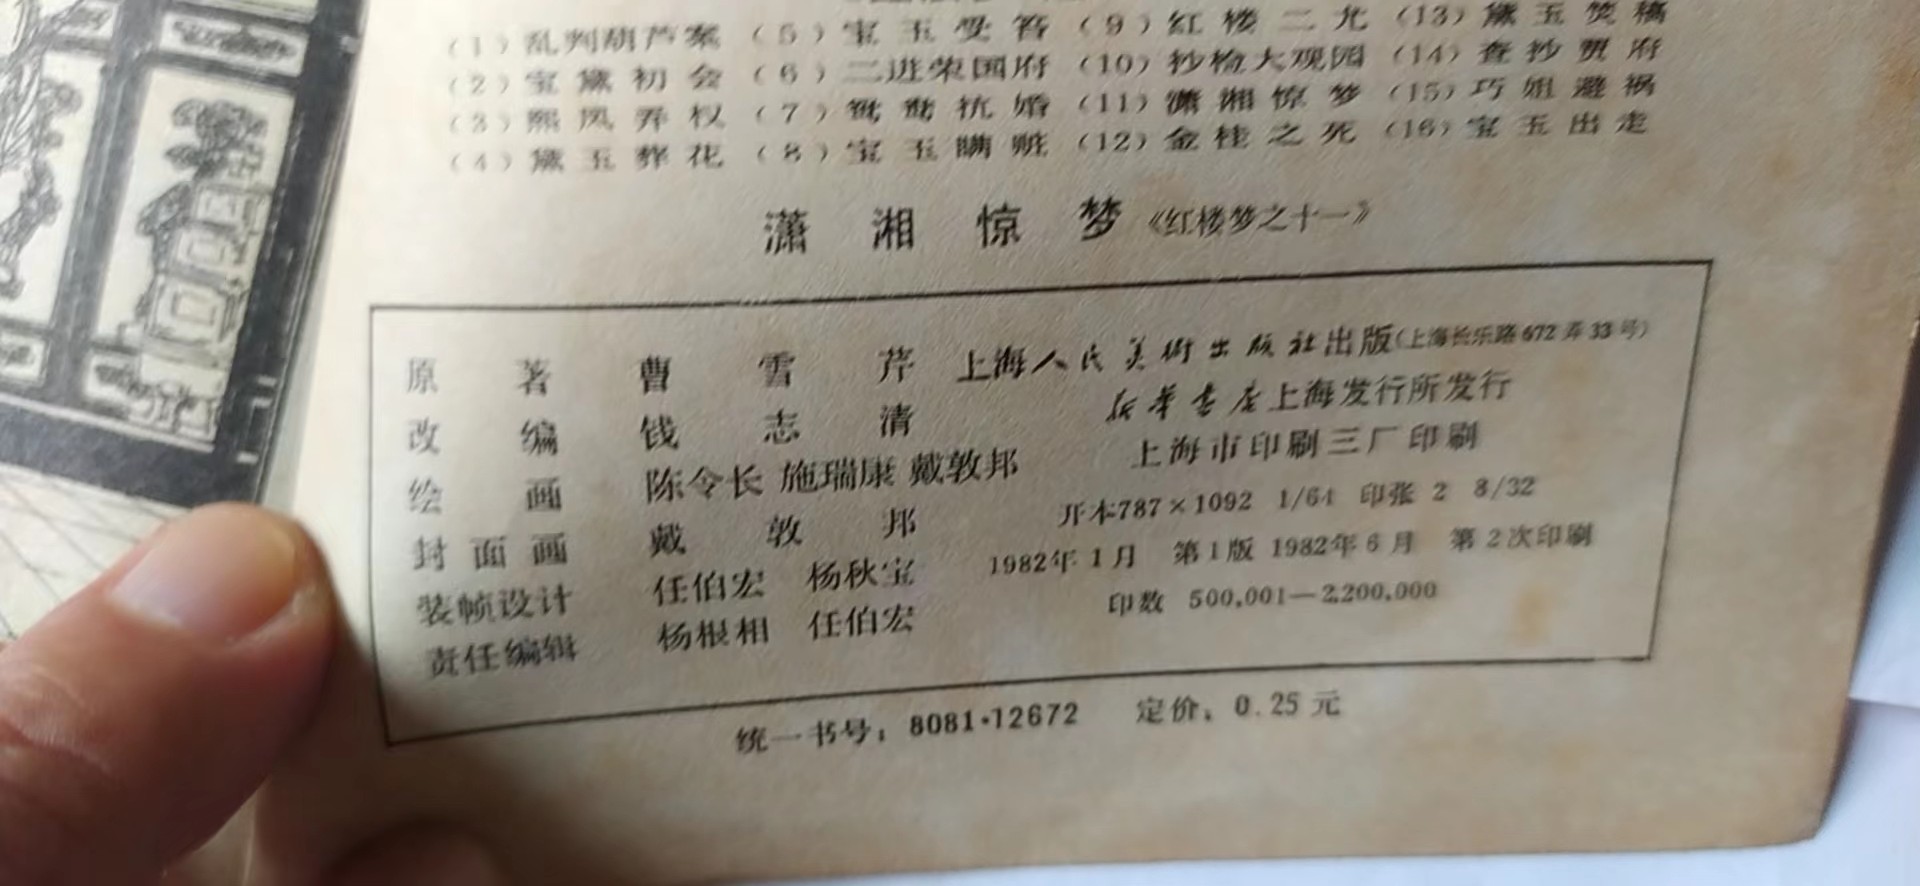 (1) 乱判葫芦案 (5) 宝玉受笞 (9) 红楼二尤 (13) 黛玉焚稿
(2) 宝黛初会 (6) 二进荣国府 (10) 抄检大观园 (14) 查抄贾府
(3) 熙凤弄权 (7) 鸳鸯抗婚 (11) 潇湘惊梦 (15) 巧姐避祸
(4) 黛玉葬花 (8) 宝玉瞒赃 (12) 金桂之死 (16) 宝玉出走
潇湘惊梦《红楼梦之十一》
原著 曹雪芹
改编 钱志清
绘画 陈令长 施瑞康 戴敦邦
封面画 戴敦邦
装帧设计 任伯宏 杨秋宝
责任编辑 杨根相 任伯宏
上海人民美術出版社出版(上海长乐路672弄33号)
新华书店上海发行所发行
上海市印刷三厂印刷
开本787×1092 1/64 印张 2 8/32
1982年1月 第1版 1982年6月 第2次印刷
印数 500,001—2,200,000
统一书号：8081·12672 定价：0.25元